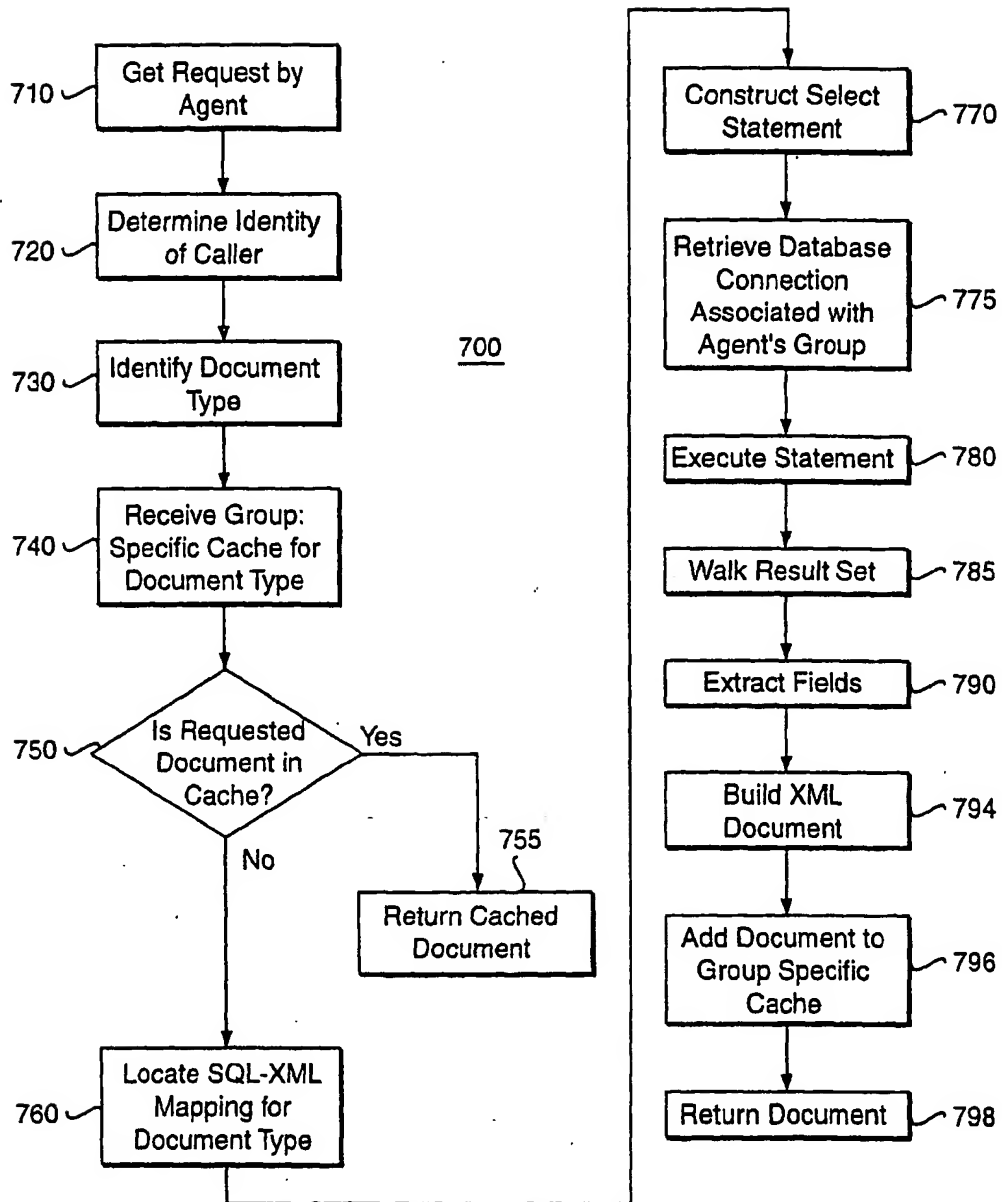 710
Get Request by
Agent
720
Determine Identity
of Caller
730
Identify Document
Type
700
740
Receive Group:
Specific Cache for
Document Type
750
Is Requested
Document in
Cache?
Yes
No
755
Return Cached
Document
760
Locate SQL-XML
Mapping for
Document Type
Construct Select
Statement
770
Retrieve Database
Connection
Associated with
Agent's Group
775
Execute Statement
780
Walk Result Set
785
Extract Fields
790
Build XML
Document
794
Add Document to
Group Specific
Cache
796
Return Document
798